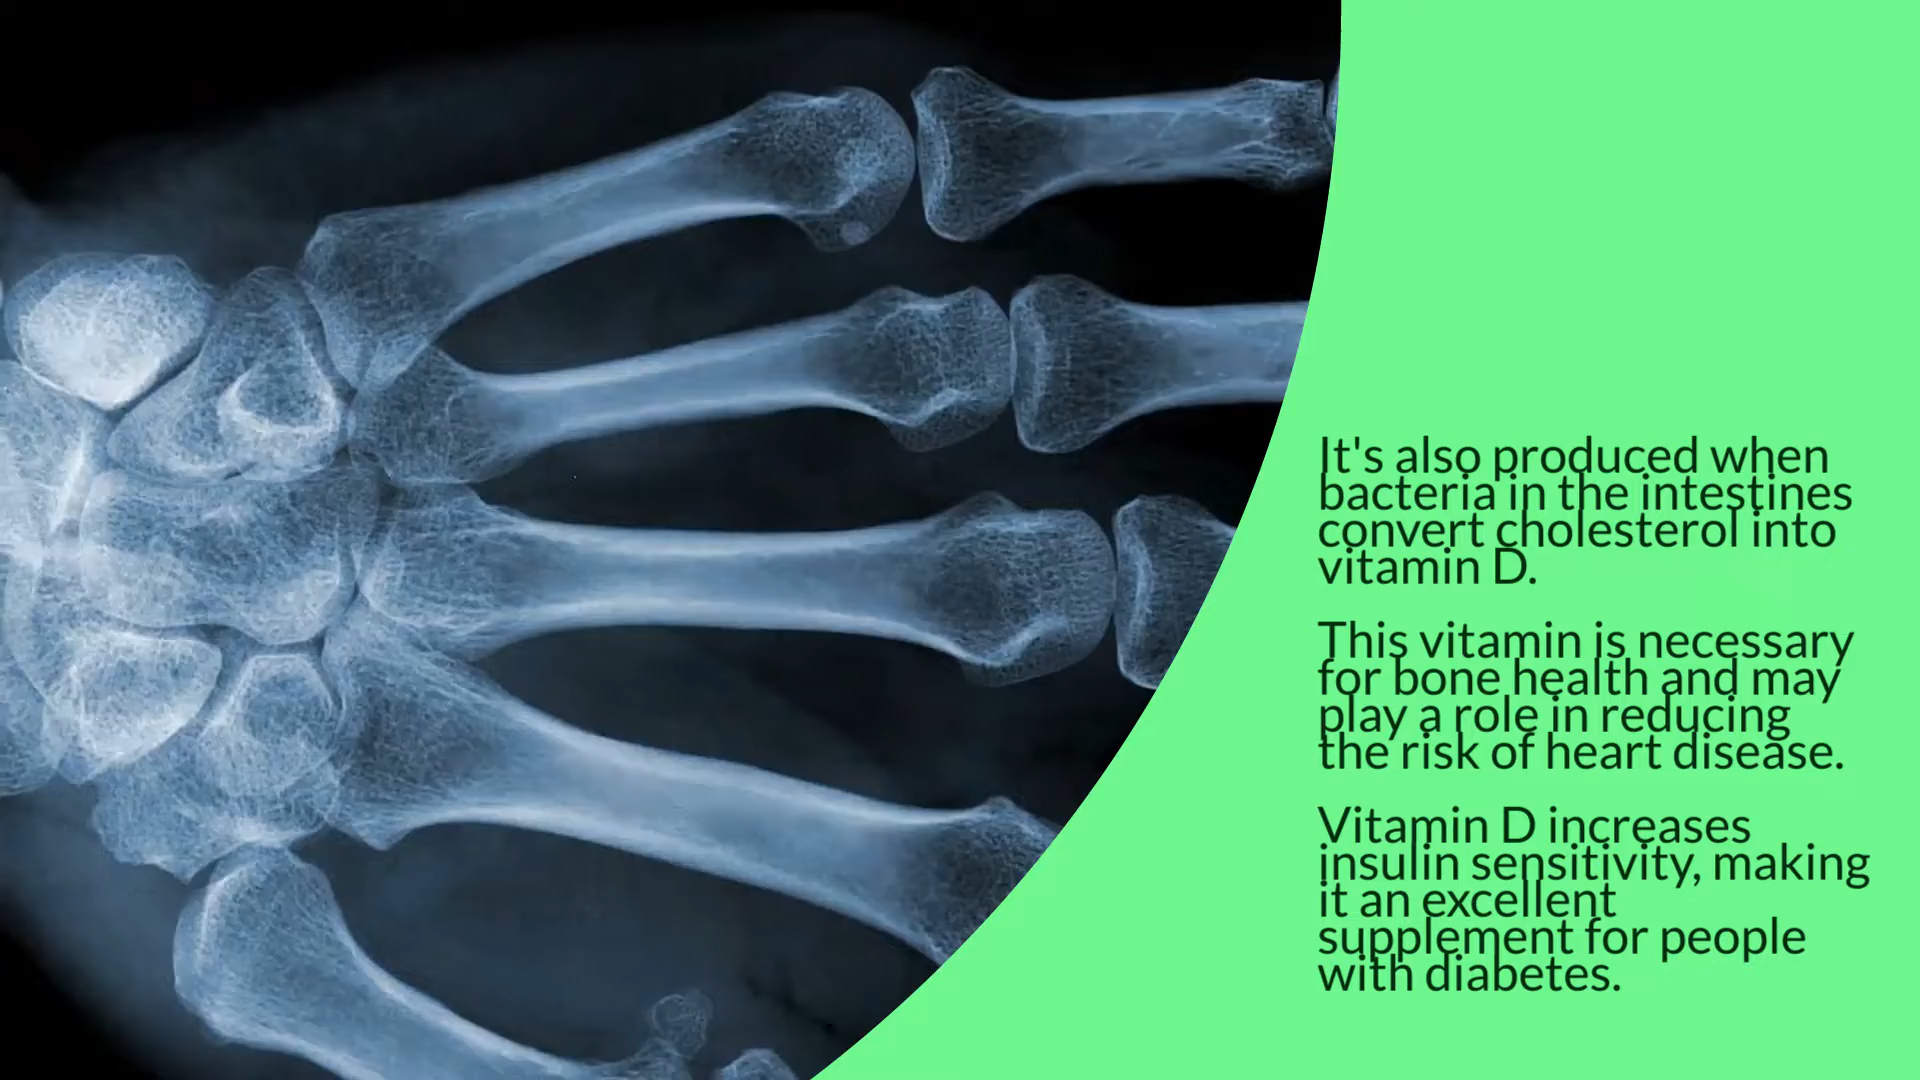 It's also produced when
bacteria in the intestines
convert cholesterol into
vitamin D.
This vitamin is necessary
for bone health and may
play a role in reducing
the risk of heart disease.
Vitamin D increases
insulin sensitivity, making
it an excellent
supplement for people
with diabetes.